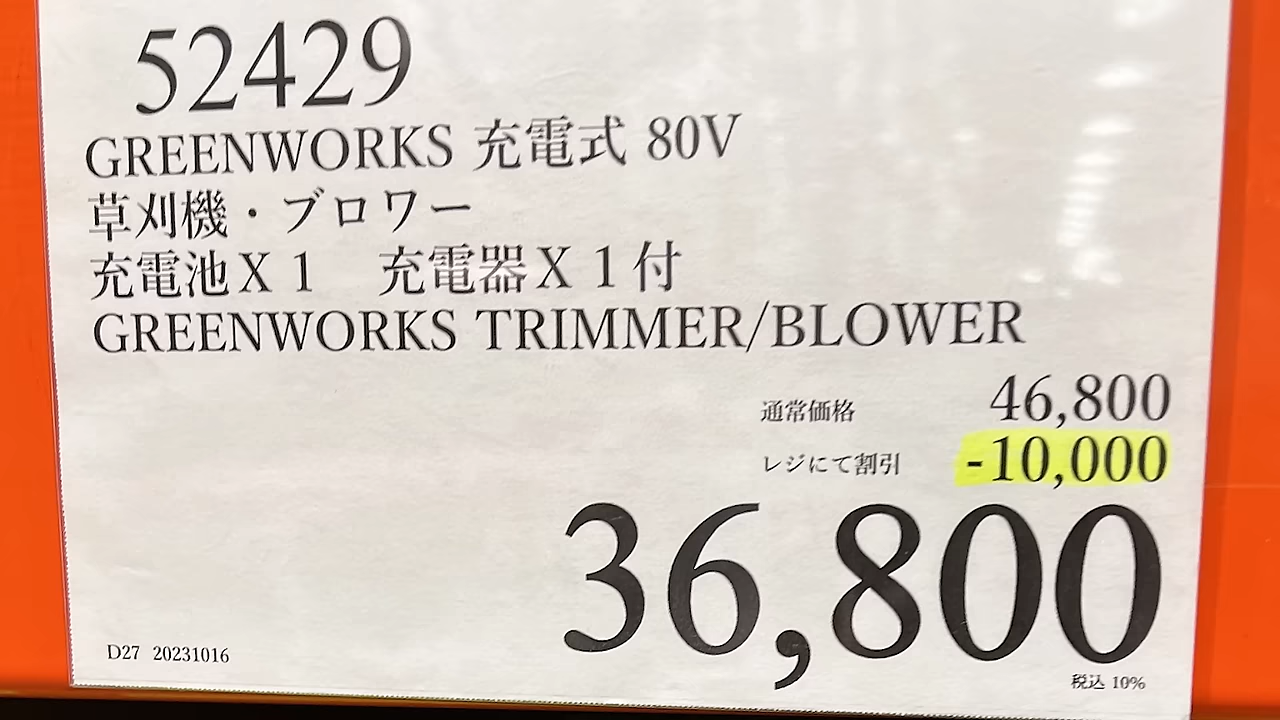 52429
GREENWORKS 充電式 80V
草刈機・ブロワー
充電池X1　充電器X1付
GREENWORKS TRIMMER/BLOWER
通常価格 46,800
レジにて割引 -10,000
36,800
税込 10%
D27 20231016